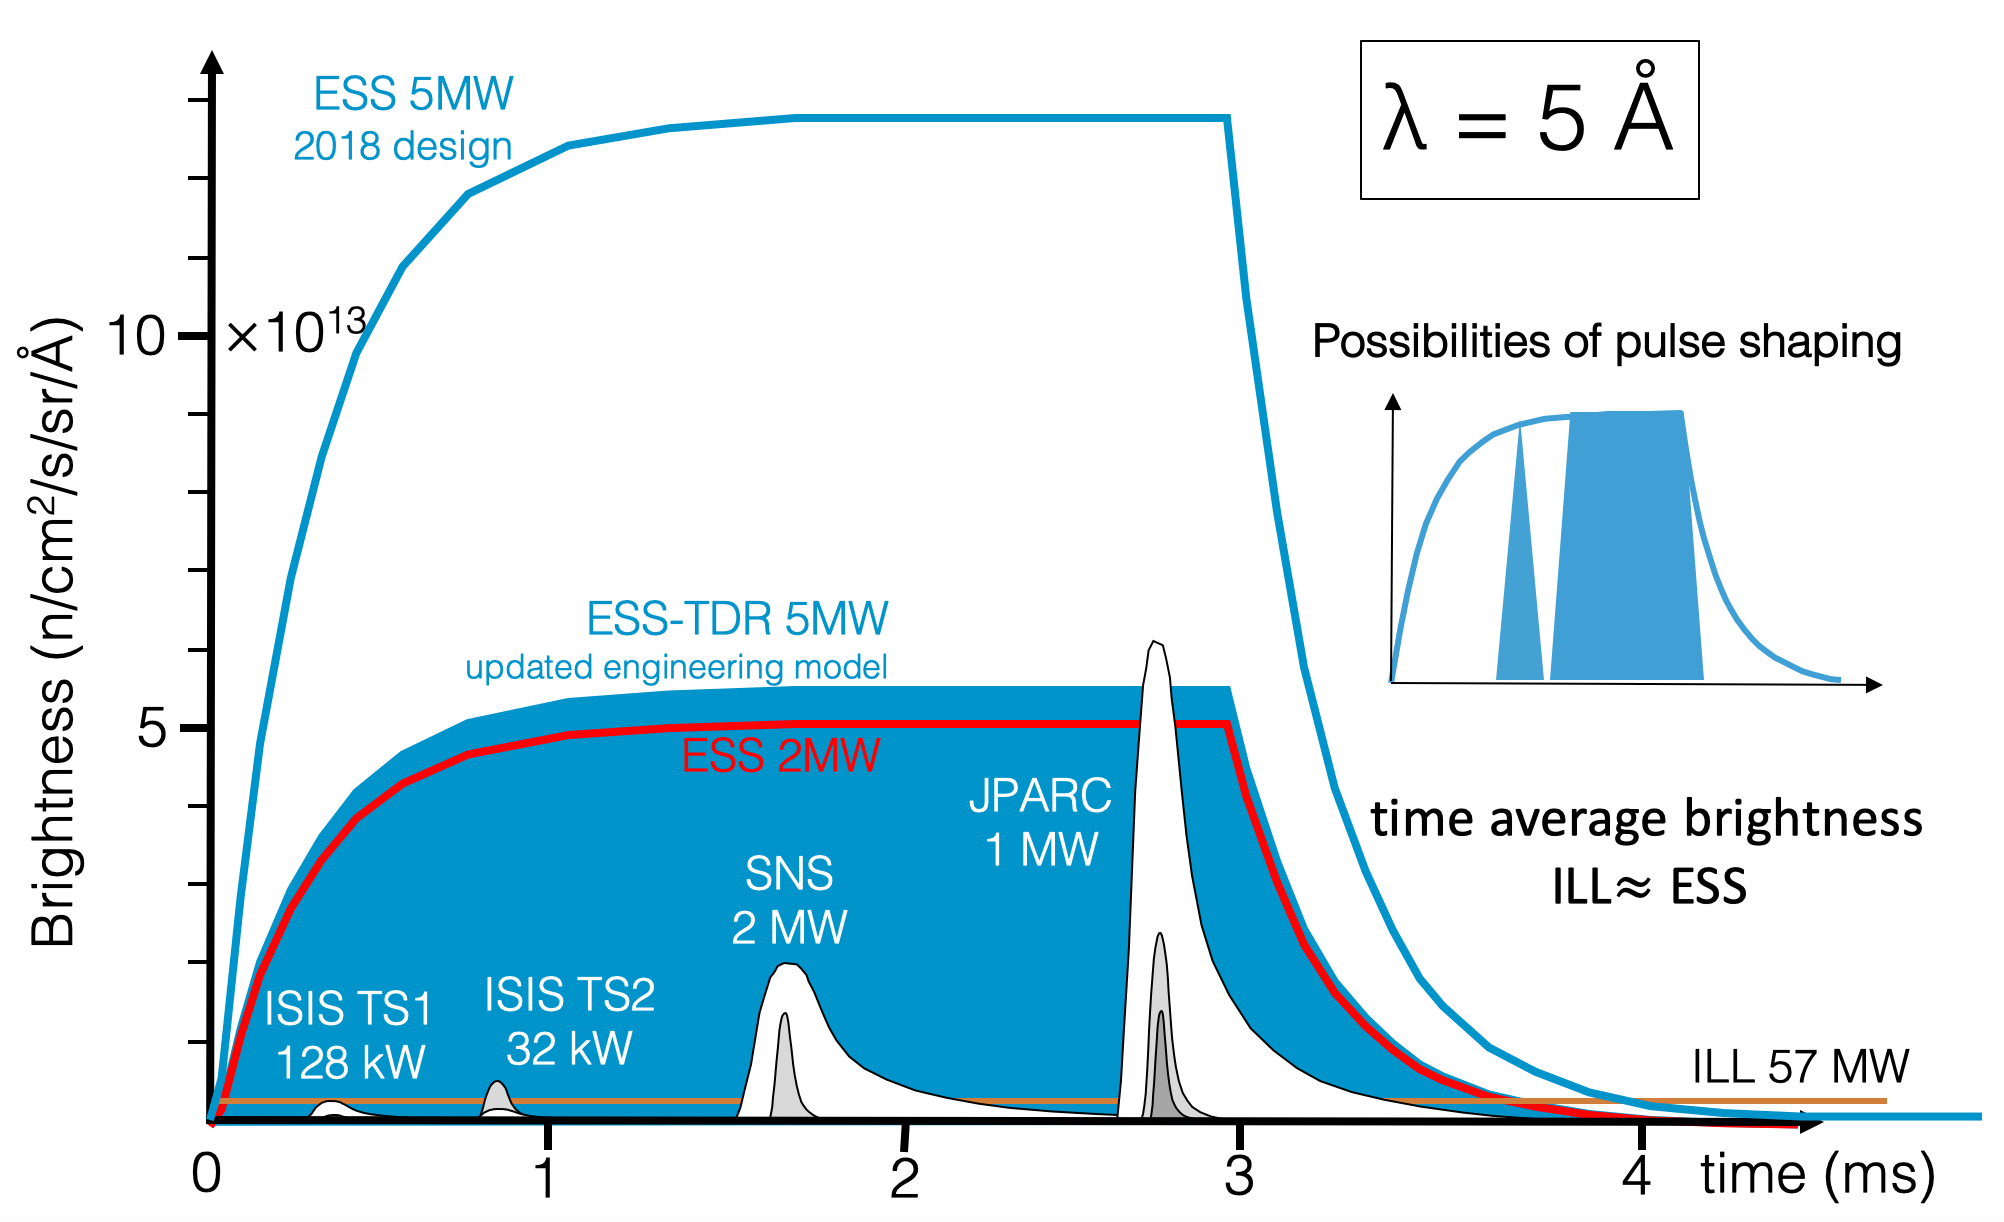 ESS 5MW
2018 design
λ = 5 Å
10
×10¹³
Possibilities of pulse shaping
Brightness (n/cm²/s/sr/Å)
ESS-TDR 5MW
updated engineering model
5
ESS 2MW
JPARC
1 MW
time average brightness
ILL≈ ESS
SNS
2 MW
ISIS TS1
128 kW
ISIS TS2
32 kW
ILL 57 MW
0
1
2
3
4
time (ms)